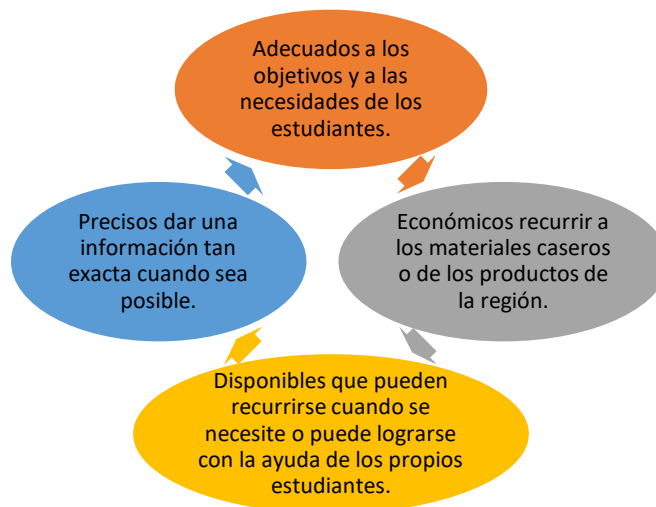 Adecuados a los
objetivos y a las
necesidades de los
estudiantes.
Precisos dar una
información tan
exacta cuando sea
posible.
Económicos recurrir a
los materiales caseros
o de los productos de
la región.
Disponibles que pueden
recurrirse cuando se
necesite o puede lograrse
con la ayuda de los propios
estudiantes.